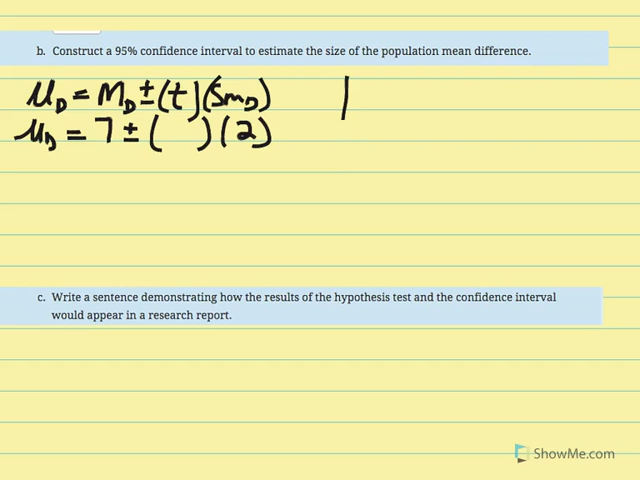 b. Construct a 95% confidence interval to estimate the size of the population mean difference.
μD = MD ± (t)(SmD)
μD = 7 ± ( )(2)
c. Write a sentence demonstrating how the results of the hypothesis test and the confidence interval
would appear in a research report.
ShowMe.com